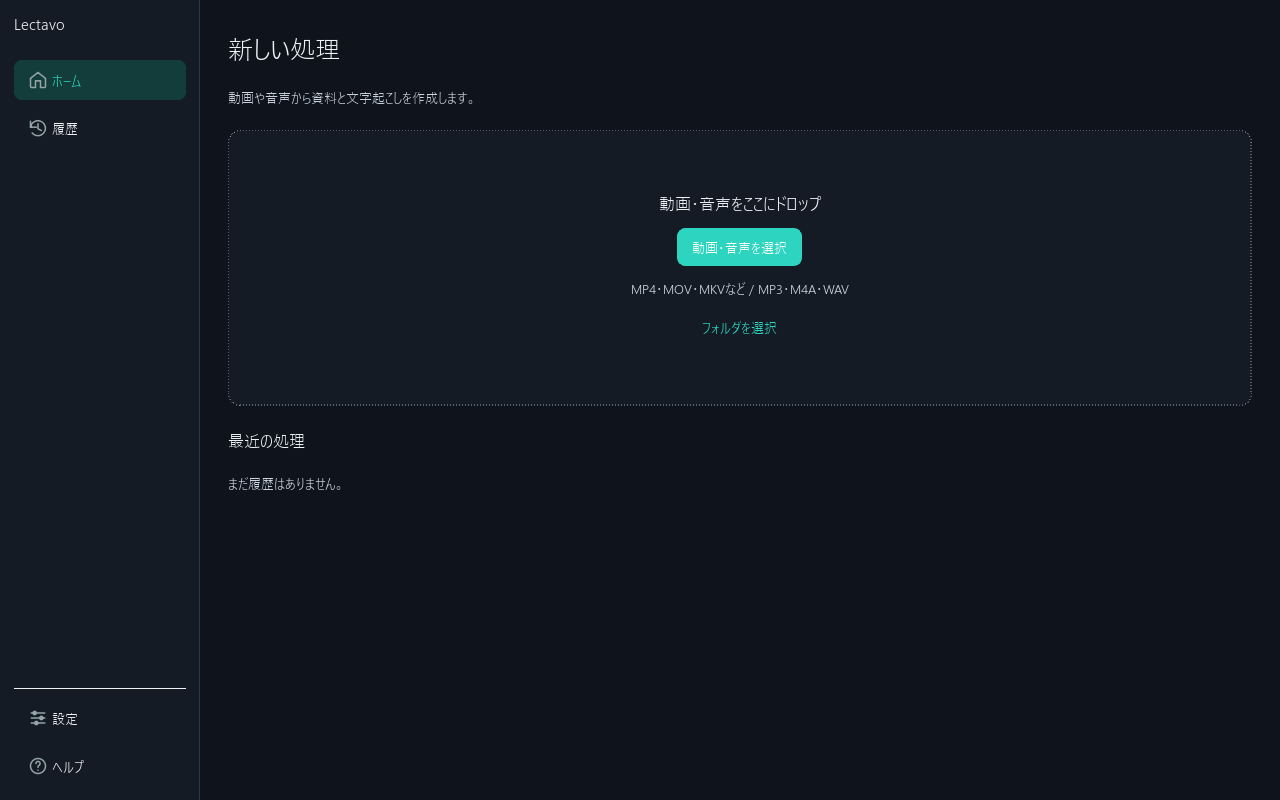 Lectavo
ホーム
履歴
設定
ヘルプ
新しい処理
動画や音声から資料と文字起こしを作成します。
動画・音声をここにドロップ
動画・音声を選択
MP4・MOV・MKVなど / MP3・M4A・WAV
フォルダを選択
最近の処理
まだ履歴はありません。